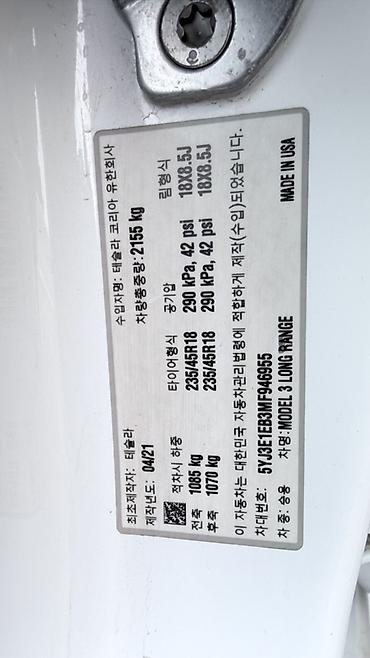 최초제작자: 테슬라 수입자명: 테슬라 코리아 유한회사
제작년도: 04/21 차량총중량: 2155 kg
적차시 하중 타이어형식 공기압 림형식
전축 1085 kg 235/45R18 290 kPa, 42 psi 18X8.5J
후축 1070 kg 235/45R18 290 kPa, 42 psi 18X8.5J
이 자동차는 대한민국 자동차관리법령에 적합하게 제작(수입)되었습니다.
차대번호: 5YJ3E1EB3MF946955
차 종: 승용 차명: MODEL 3 LONG RANGE MADE IN USA